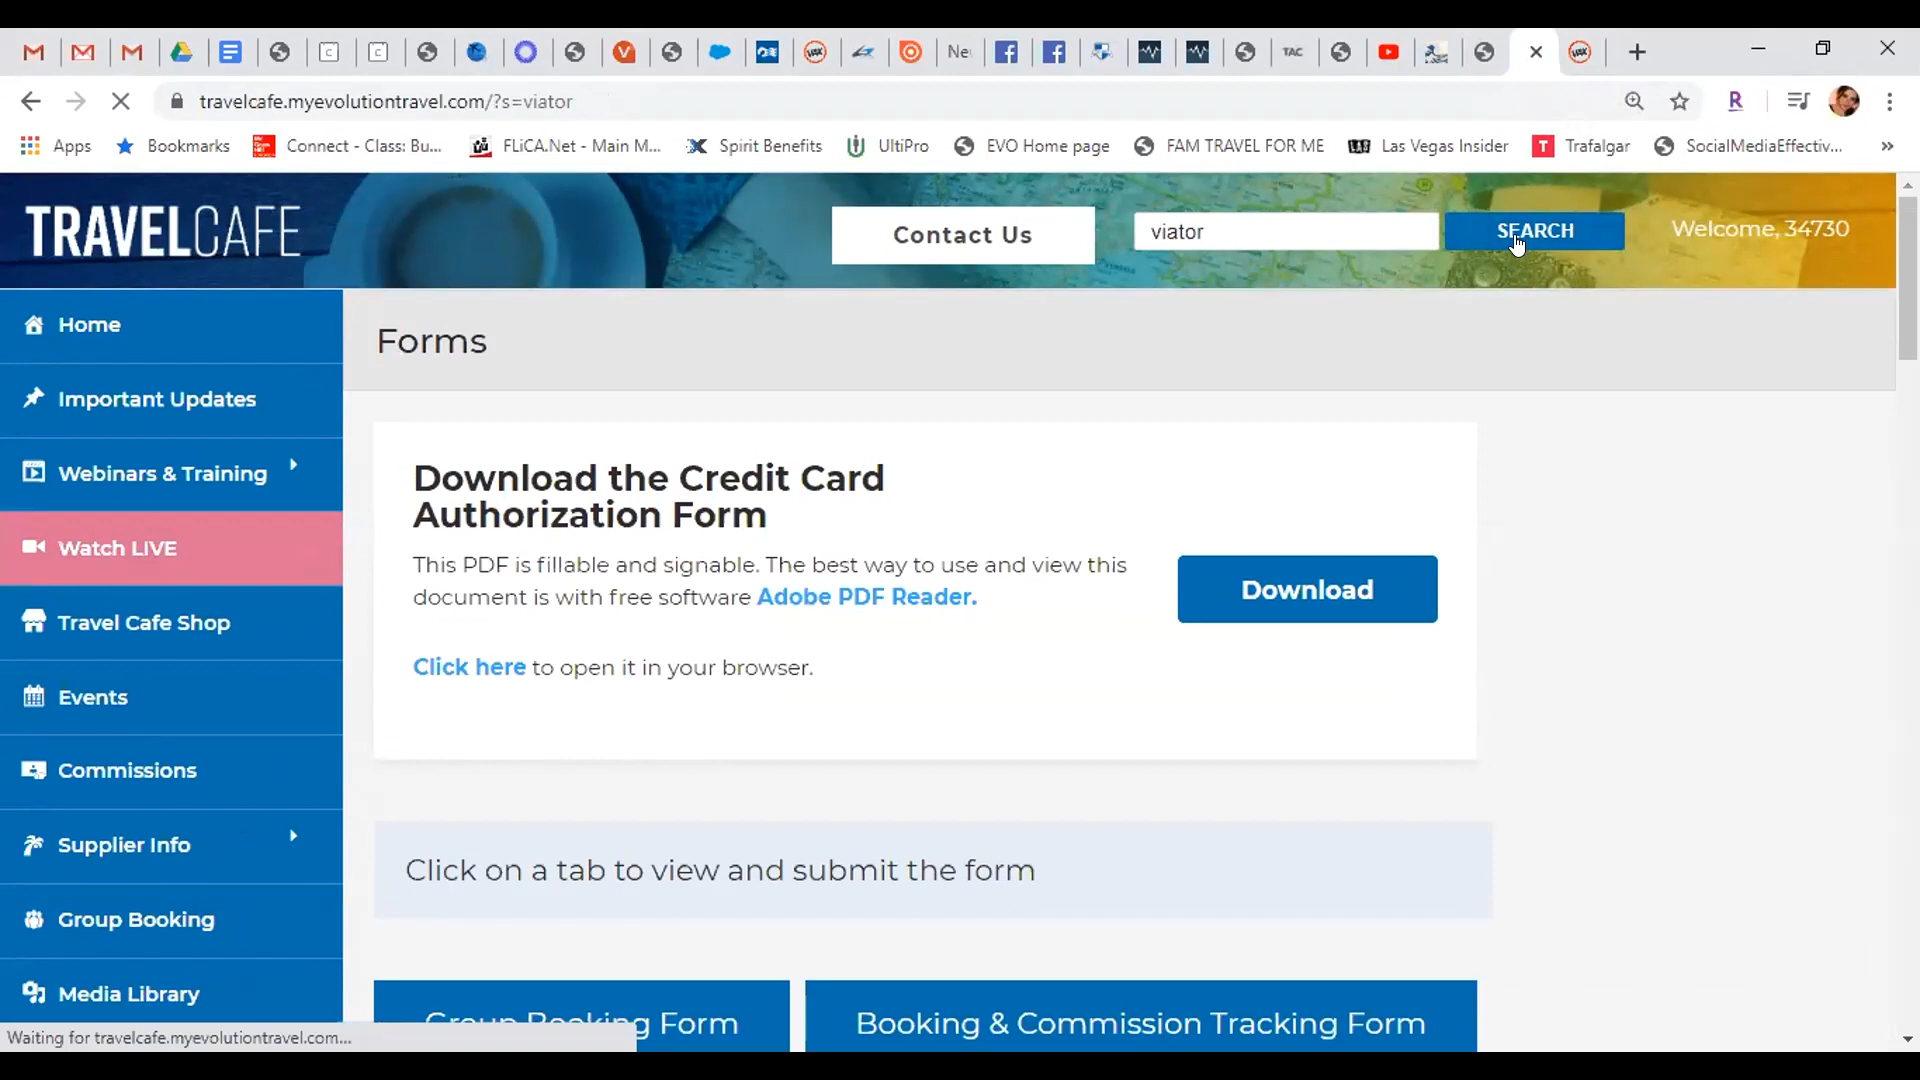 Ne
TAC
travelcafe.myevolutiontravel.com/?s=viator
R
Apps
Bookmarks
Connect - Class: Bu...
FLiCA.Net - Main M...
Spirit Benefits
UltiPro
EVO Home page
FAM TRAVEL FOR ME
Las Vegas Insider
T
Trafalgar
SocialMediaEffectiv...
»
TRAVELCAFE
Contact Us
viator
SEARCH
Welcome, 34730
Home
Important Updates
Webinars & Training
Watch LIVE
Travel Cafe Shop
Events
Commissions
Supplier Info
Group Booking
Media Library
Forms
Download the Credit Card
Authorization Form
This PDF is fillable and signable. The best way to use and view this
document is with free software Adobe PDF Reader.
Download
Click here to open it in your browser.
Click on a tab to view and submit the form
Group Booking Form
Booking & Commission Tracking Form
Waiting for travelcafe.myevolutiontravel.com...